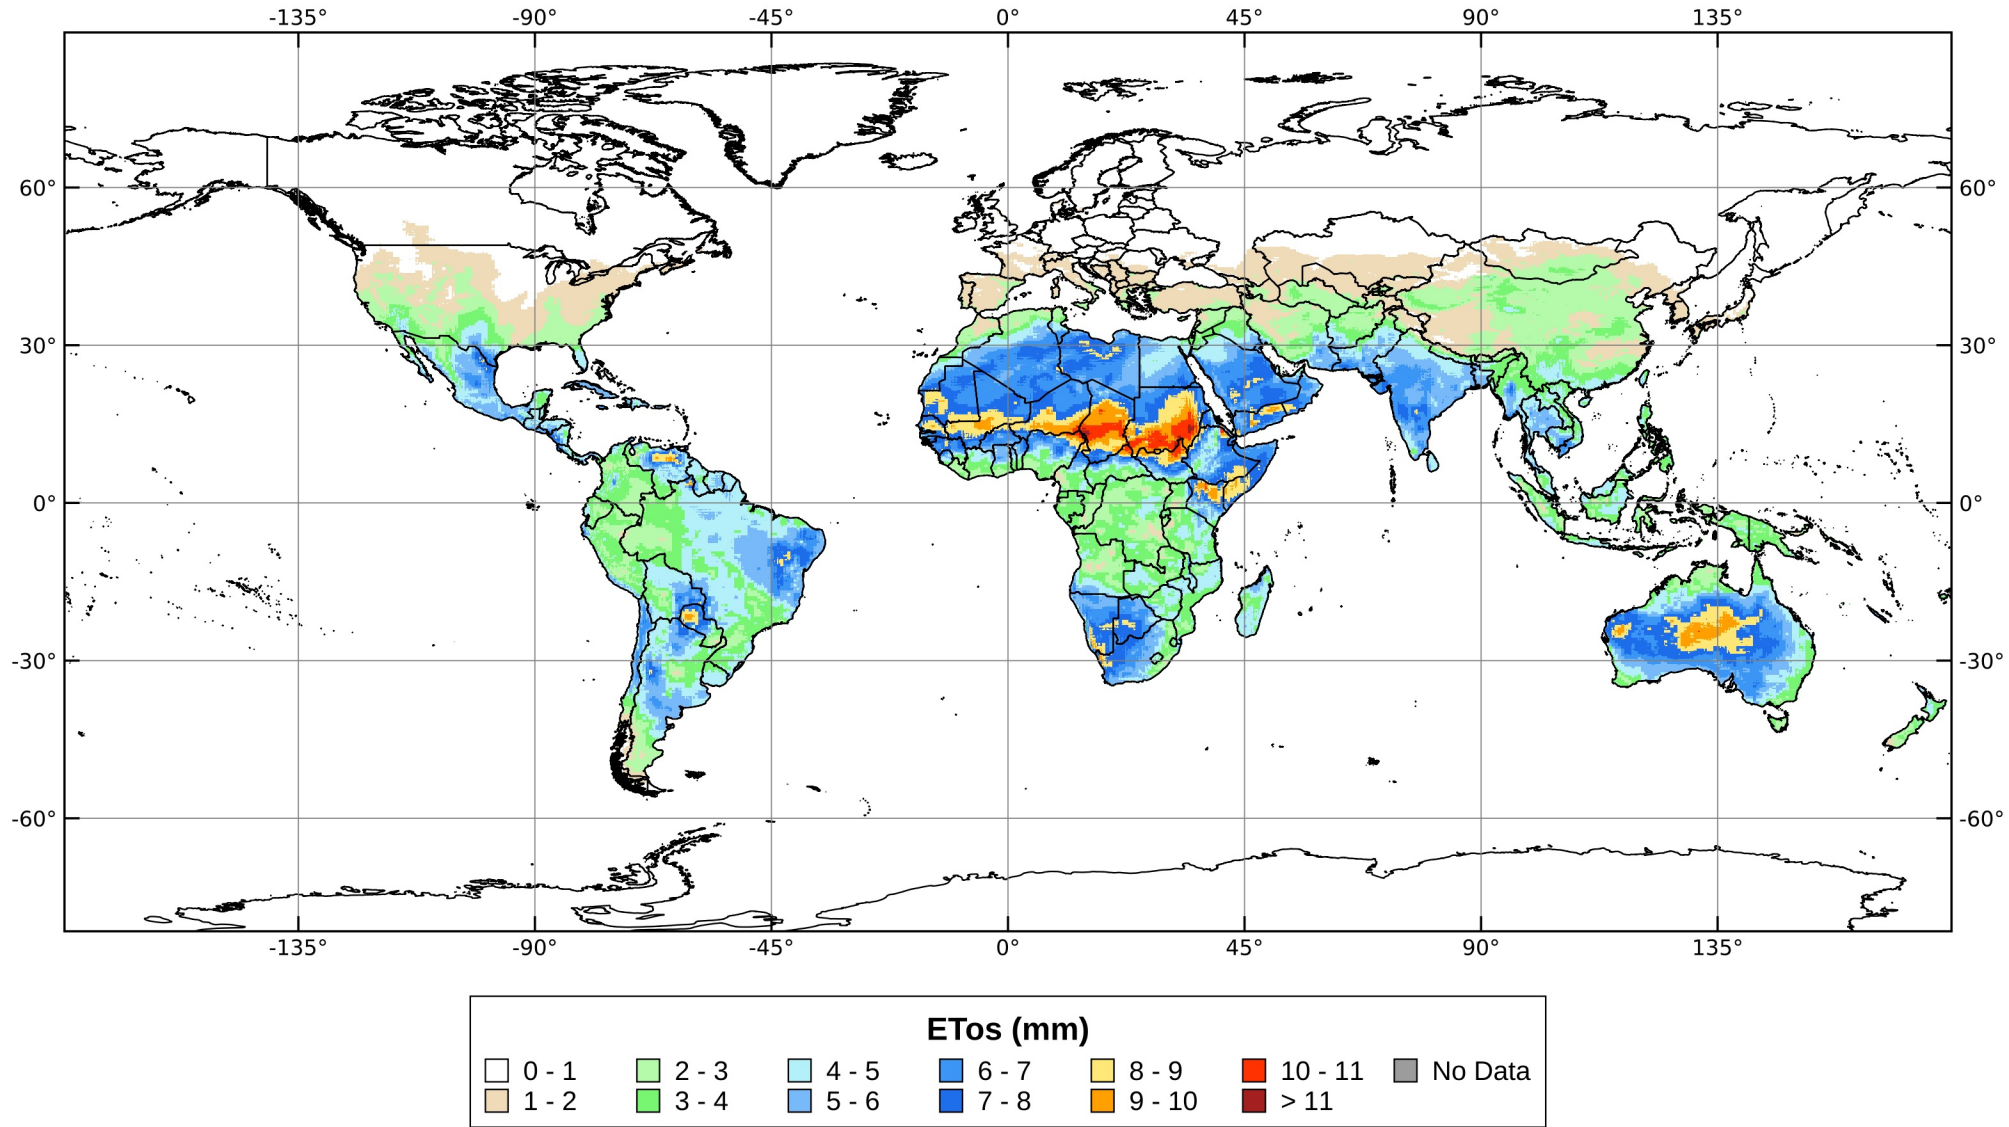 -135° -90° -45° 0° 45° 90° 135°
60° 60°
30° 30°
0° 0°
-30° -30°
-60° -60°
-135° -90° -45° 0° 45° 90° 135°
ETos (mm)
0 - 1 2 - 3 4 - 5 6 - 7 8 - 9 10 - 11 No Data
1 - 2 3 - 4 5 - 6 7 - 8 9 - 10 > 11